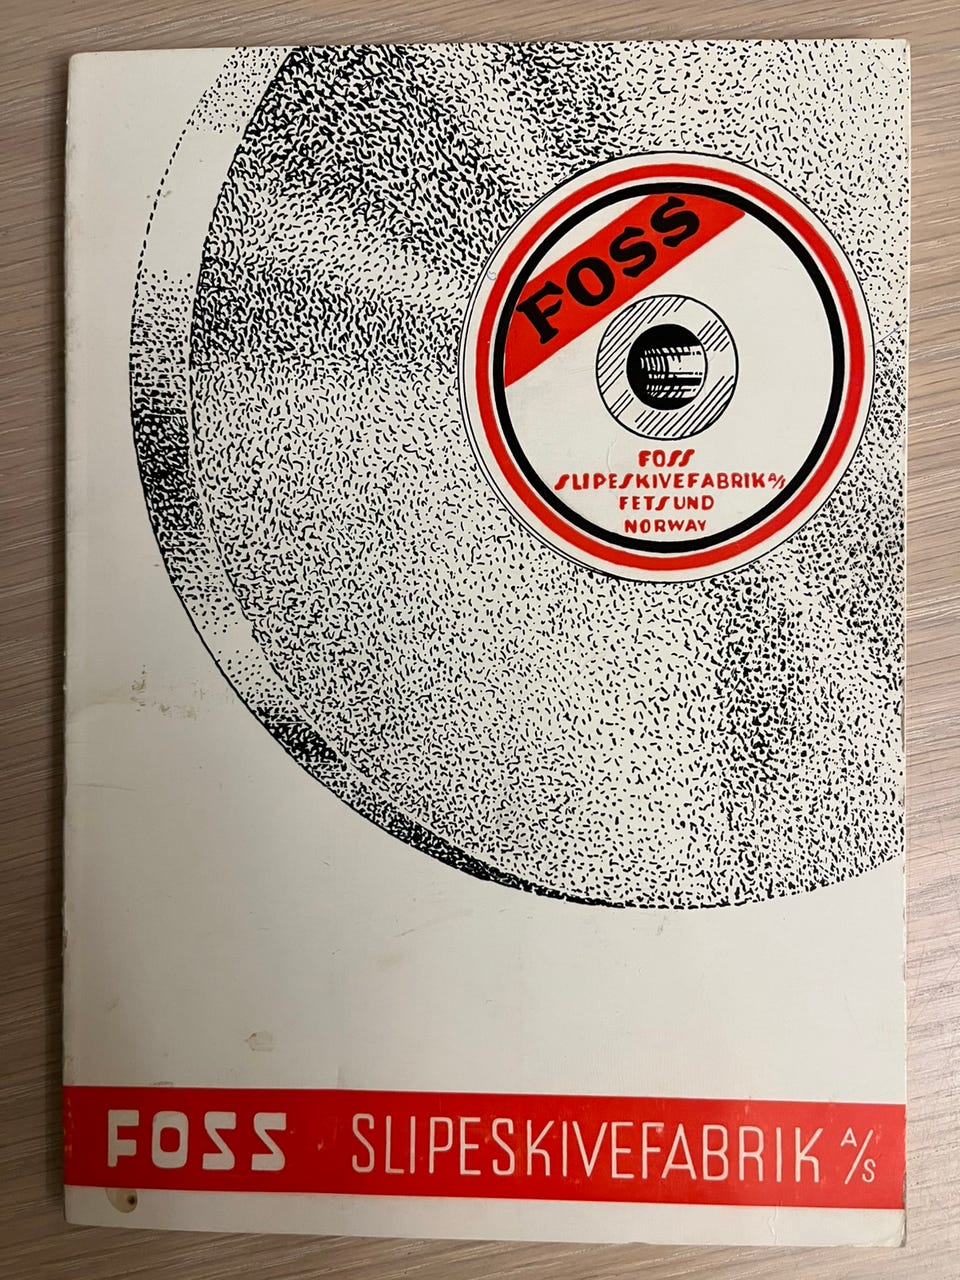 FOSS
FOSS
SLIPESKIVEFABRIK A/S
FETSUND
NORWAY
FOSS SLIPESKIVEFABRIK A/S